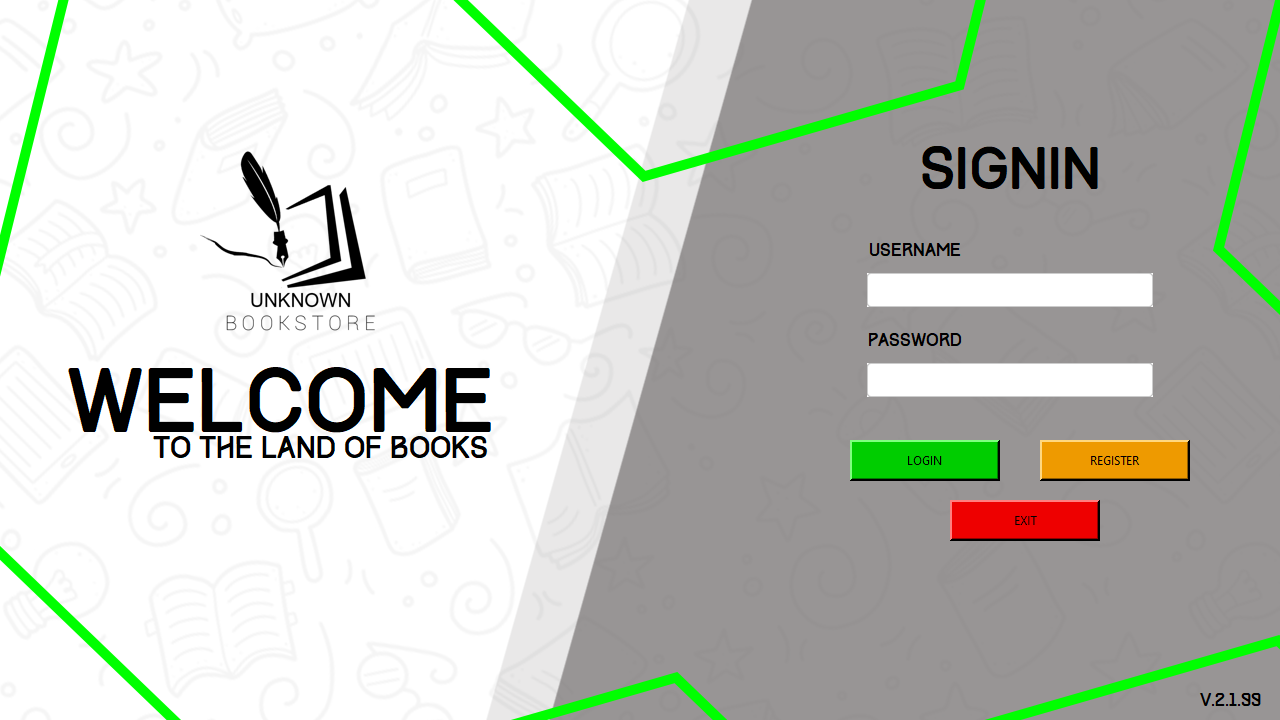 UNKNOWN
BOOKSTORE
WELCOME
TO THE LAND OF BOOKS
SIGNIN
USERNAME
PASSWORD
LOGIN
REGISTER
EXIT
V.2.1.99